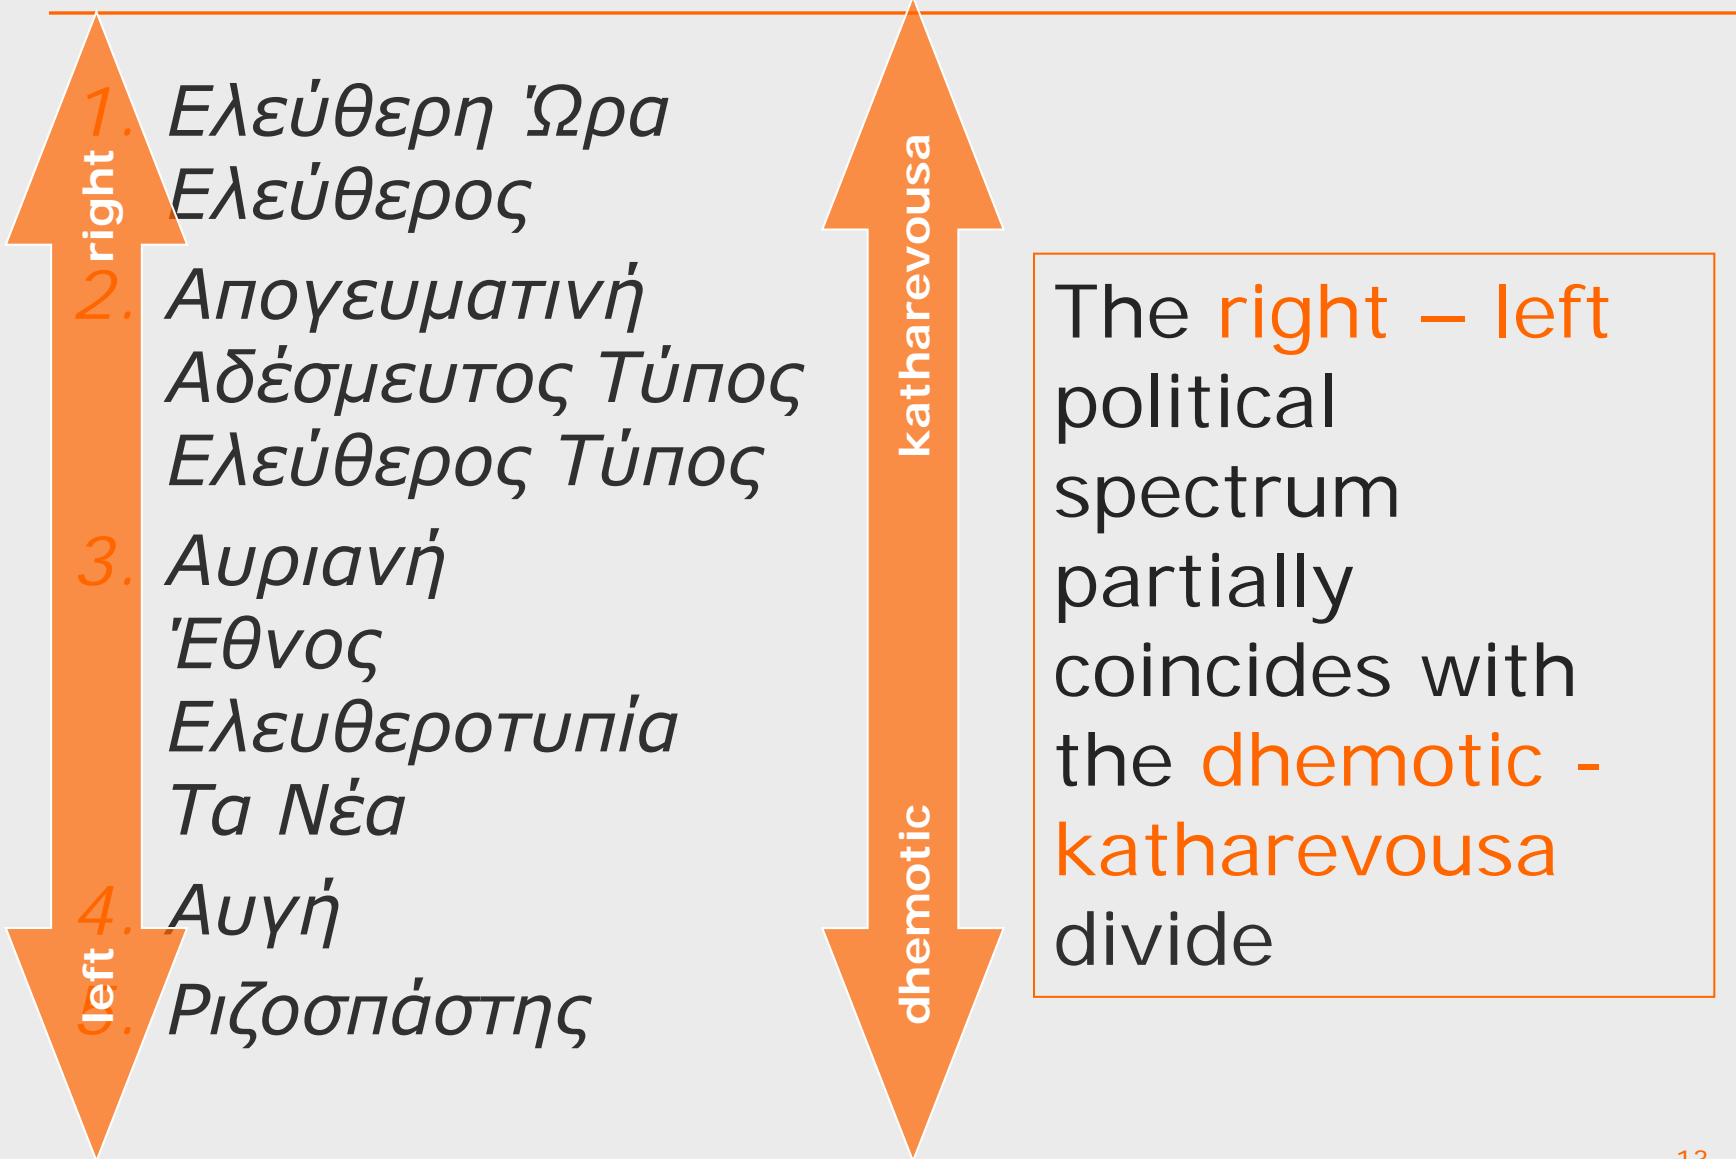 1. Ελεύθερη Ώρα
Ελεύθερος
2. Απογευματινή
Αδέσμευτος Τύπος
Ελεύθερος Τύπος
3. Αυριανή
Έθνος
Ελευθεροτυπία
Τα Νέα
4. Αυγή
5. Ριζοσπάστης
right
left
katharevousa
dhemotic
The right – left
political
spectrum
partially
coincides with
the dhemotic -
katharevousa
divide
13